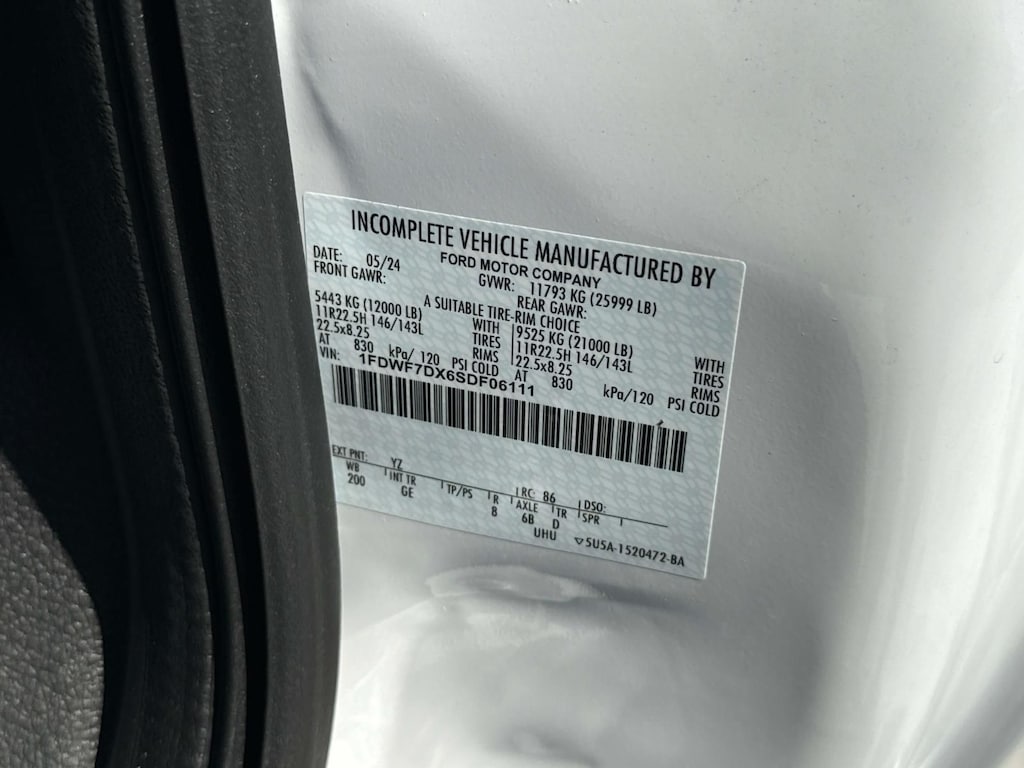 INCOMPLETE VEHICLE MANUFACTURED BY
FORD MOTOR COMPANY
DATE: 05/24 GVWR: 11793 KG (25999 LB)
FRONT GAWR: REAR GAWR:
A SUITABLE TIRE-RIM CHOICE
5443 KG (12000 LB) WITH 9525 KG (21000 LB) WITH
11R22.5H 146/143L TIRES 11R22.5H 146/143L TIRES
22.5x8.25 RIMS 22.5x8.25 RIMS
AT 830 kPa/ 120 PSI COLD AT 830 kPa/120 PSI COLD
VIN: 1FDWF7DX6SDF06111
EXT PNT: YZ RC: 86 DSO:
WB INT TR TP/PS R AXLE TR SPR
200 GE 8 6B D
UHU ▽5U5A-1520472-BA